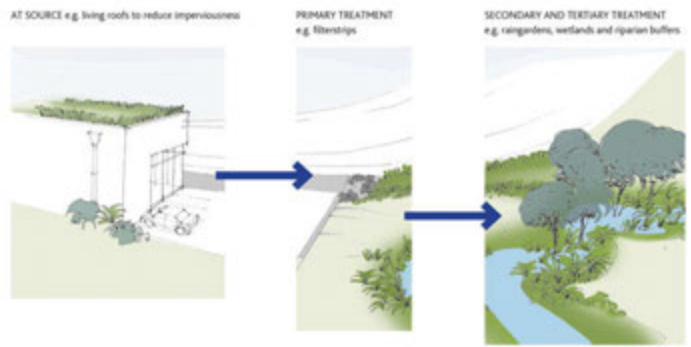 AT SOURCE e.g. living roofs to reduce imperviousness
PRIMARY TREATMENT
e.g. filterstrips
SECONDARY AND TERTIARY TREATMENT
e.g. raingardens, wetlands and riparian buffers